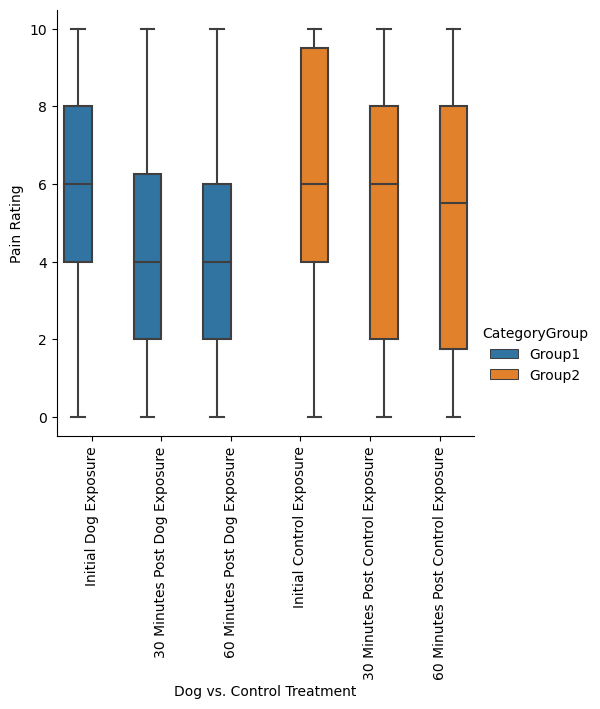 10
8
6
4
2
0
Pain Rating
CategoryGroup
Group1
Group2
Initial Dog Exposure
30 Minutes Post Dog Exposure
60 Minutes Post Dog Exposure
Initial Control Exposure
30 Minutes Post Control Exposure
60 Minutes Post Control Exposure
Dog vs. Control Treatment